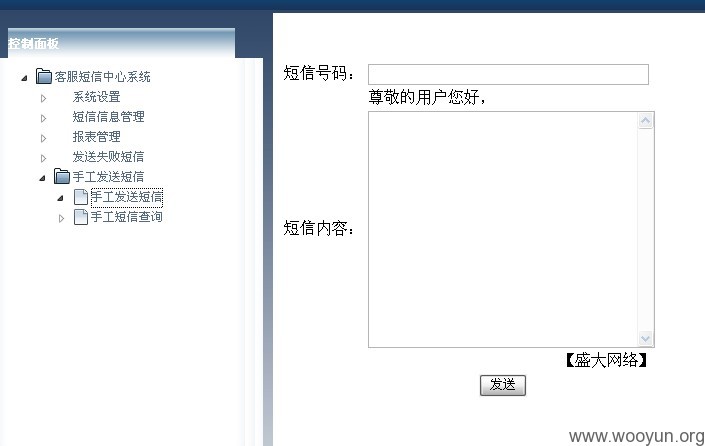 控制面板
客服短信中心系统
系统设置
短信信息管理
报表管理
发送失败短信
手工发送短信
手工发送短信
手工短信查询
短信号码：
尊敬的用户您好，
短信内容：
【盛大网络】
发送
www.wooyun.org